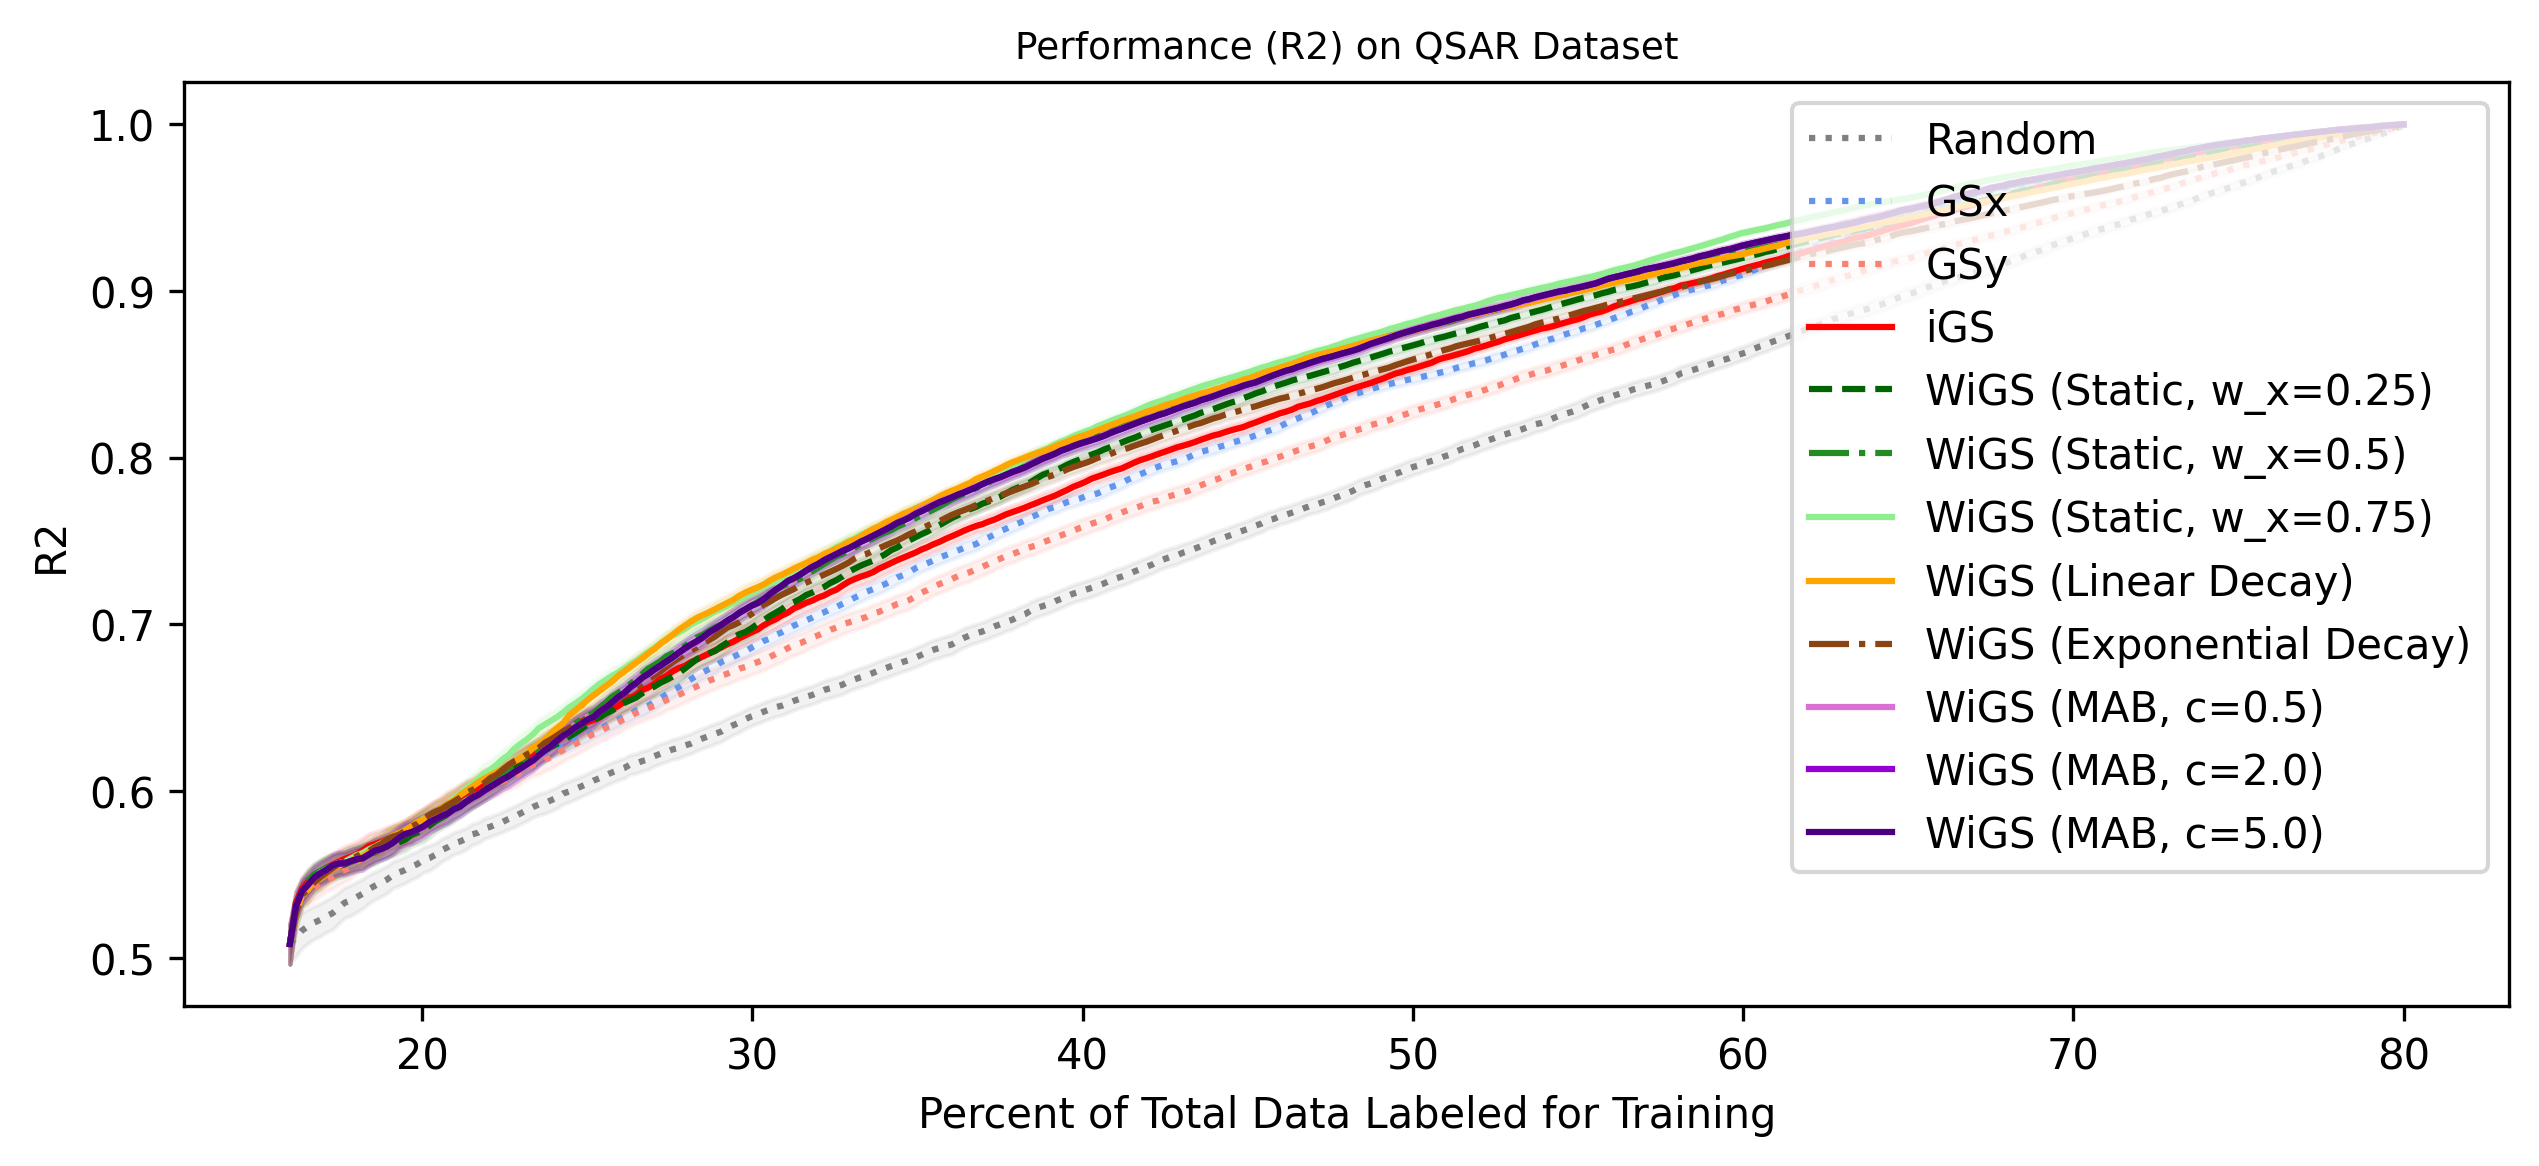 Performance (R2) on QSAR Dataset
1.0
0.9
0.8
0.7
0.6
0.5
R2
20 30 40 50 60 70 80
Percent of Total Data Labeled for Training
Random
GSx
GSy
iGS
WiGS (Static, w_x=0.25)
WiGS (Static, w_x=0.5)
WiGS (Static, w_x=0.75)
WiGS (Linear Decay)
WiGS (Exponential Decay)
WiGS (MAB, c=0.5)
WiGS (MAB, c=2.0)
WiGS (MAB, c=5.0)